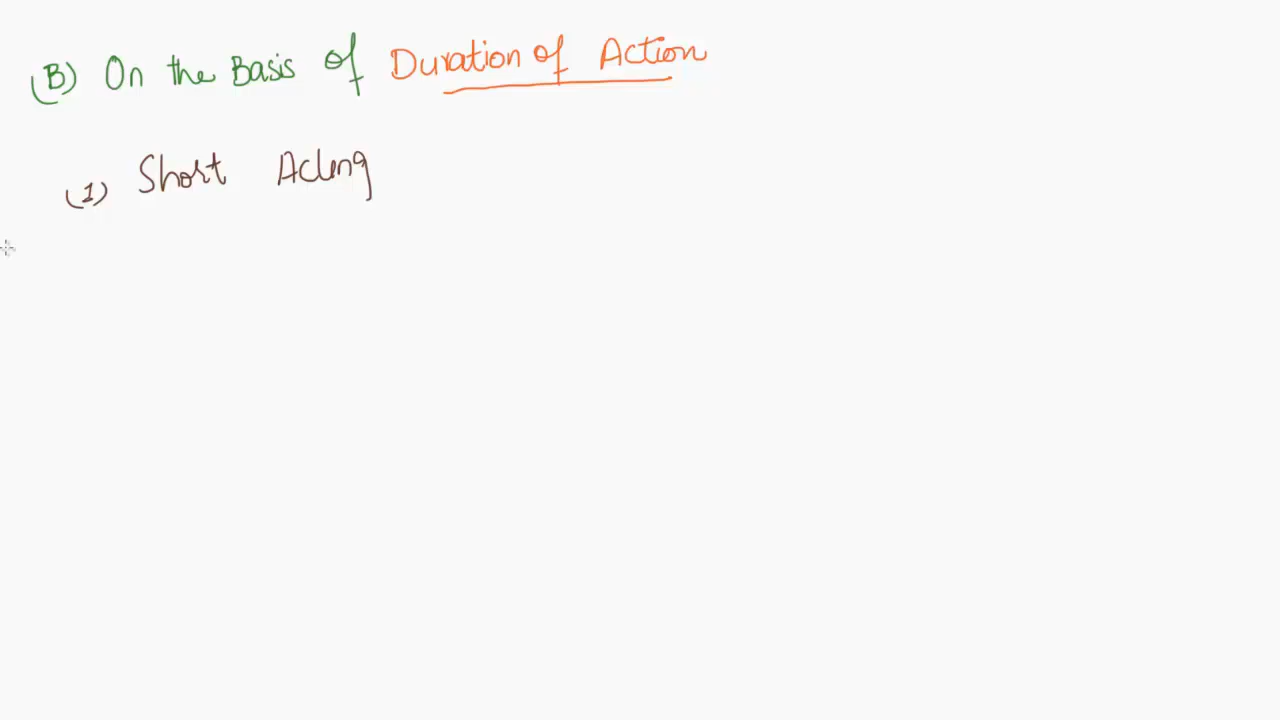 (B) On the Basis of Duration of Action
(1) Short Acting